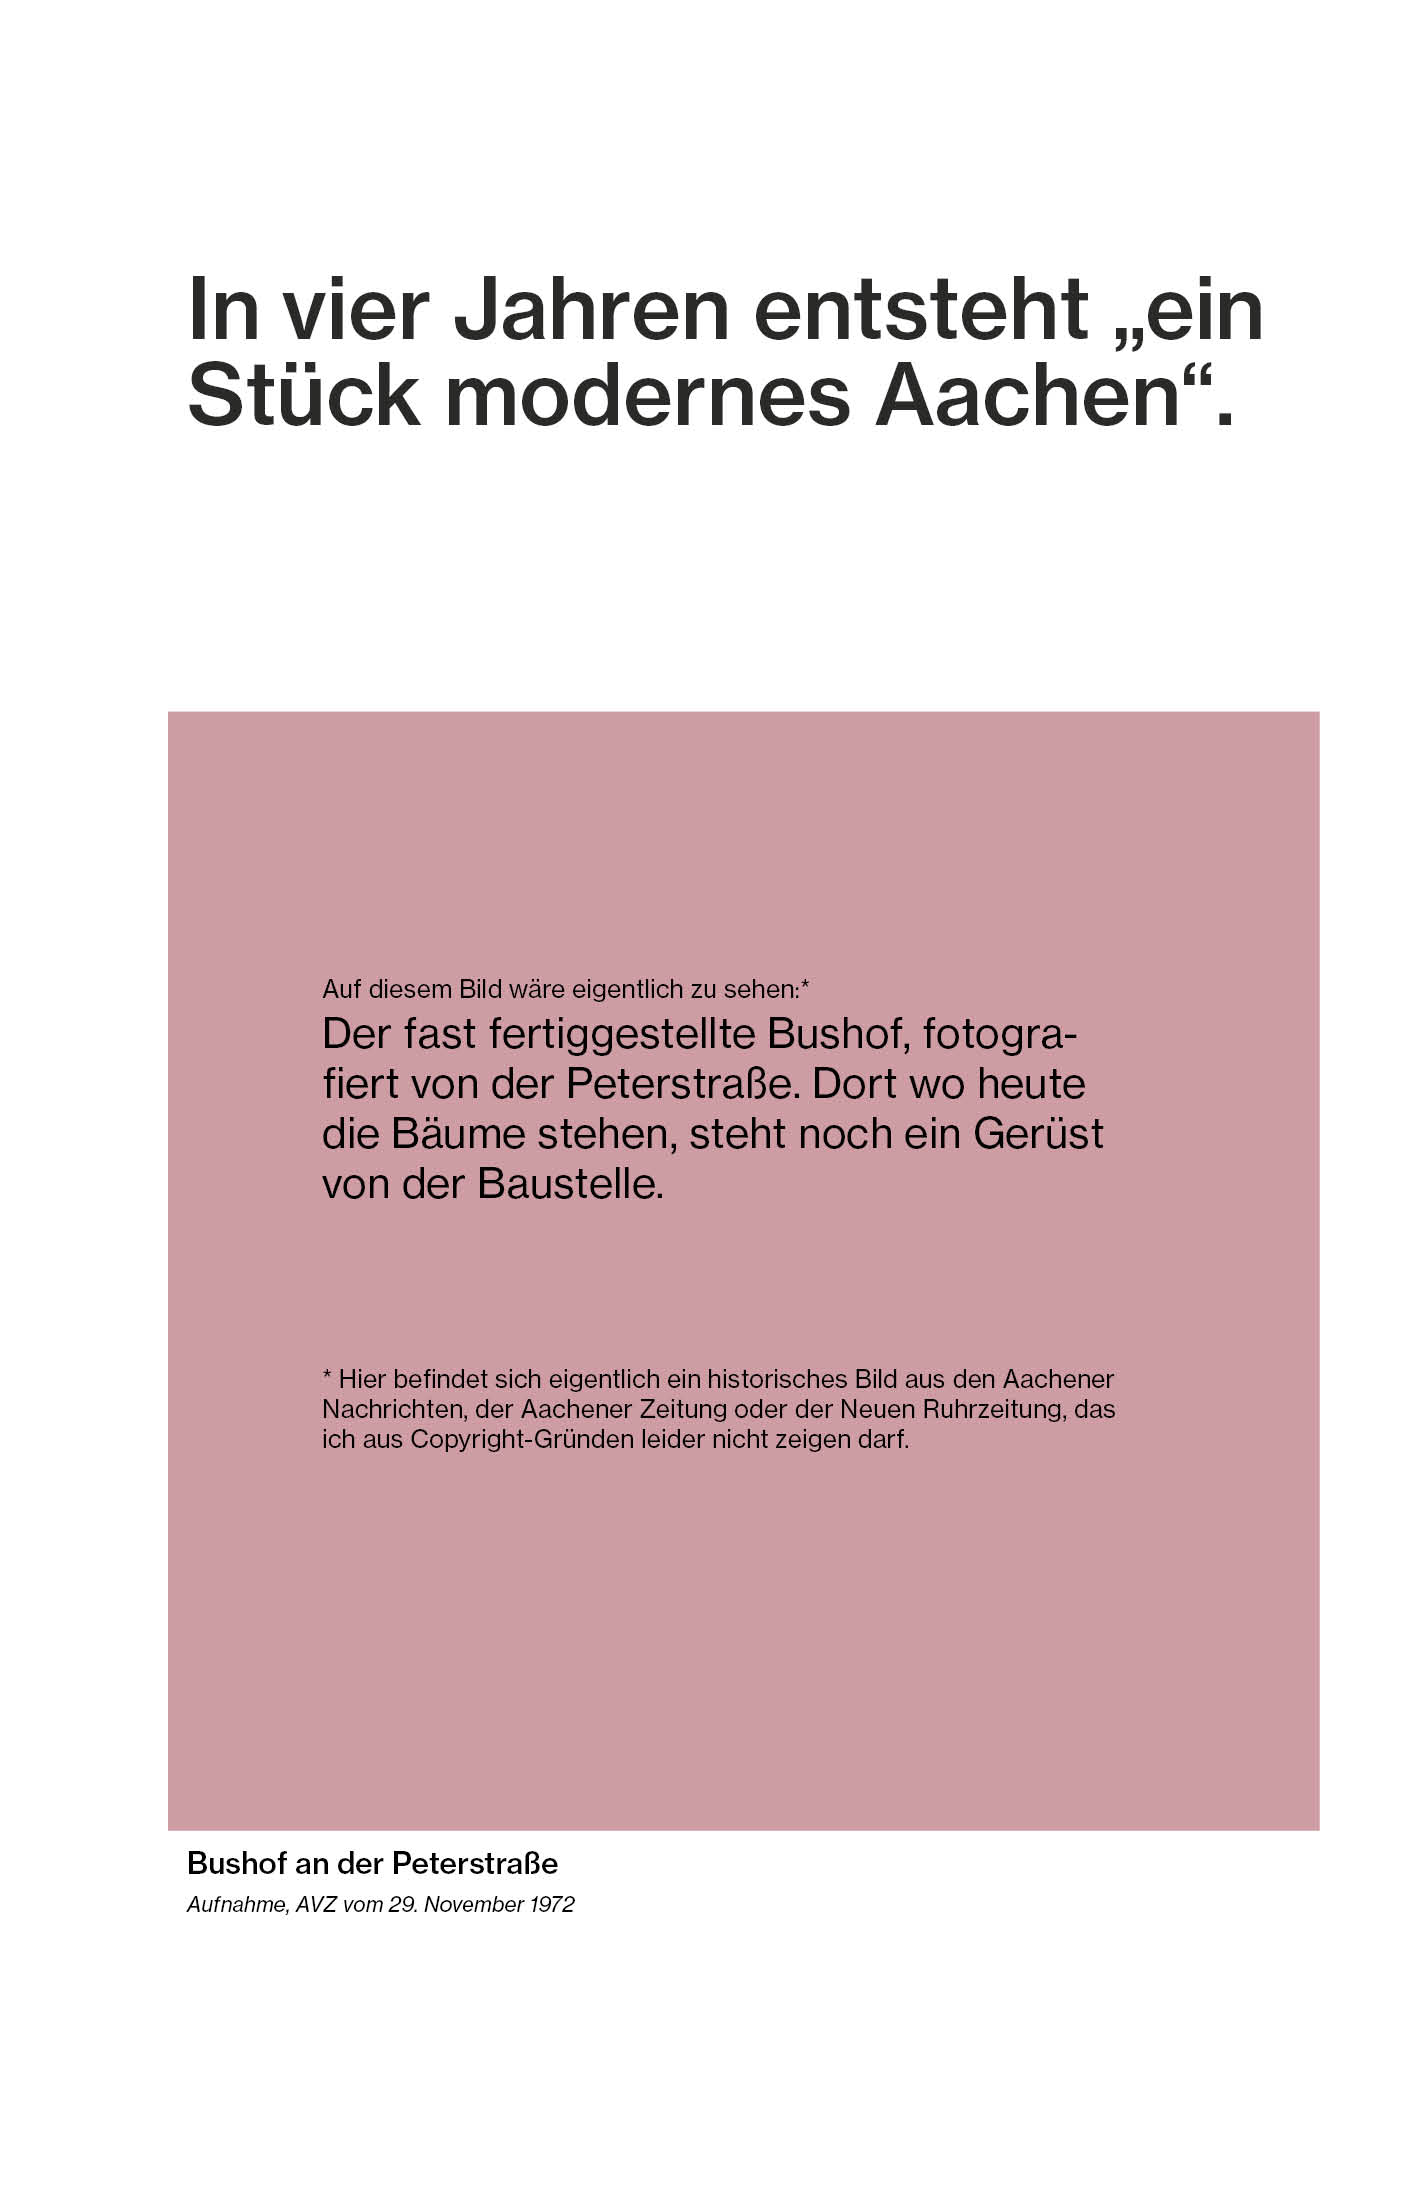 In vier Jahren entsteht „ein
Stück modernes Aachen“.
Auf diesem Bild wäre eigentlich zu sehen:*
Der fast fertiggestellte Bushof, fotogra-
fiert von der Peterstraße. Dort wo heute
die Bäume stehen, steht noch ein Gerüst
von der Baustelle.
* Hier befindet sich eigentlich ein historisches Bild aus den Aachener
Nachrichten, der Aachener Zeitung oder der Neuen Ruhrzeitung, das
ich aus Copyright-Gründen leider nicht zeigen darf.
Bushof an der Peterstraße
Aufnahme, AVZ vom 29. November 1972